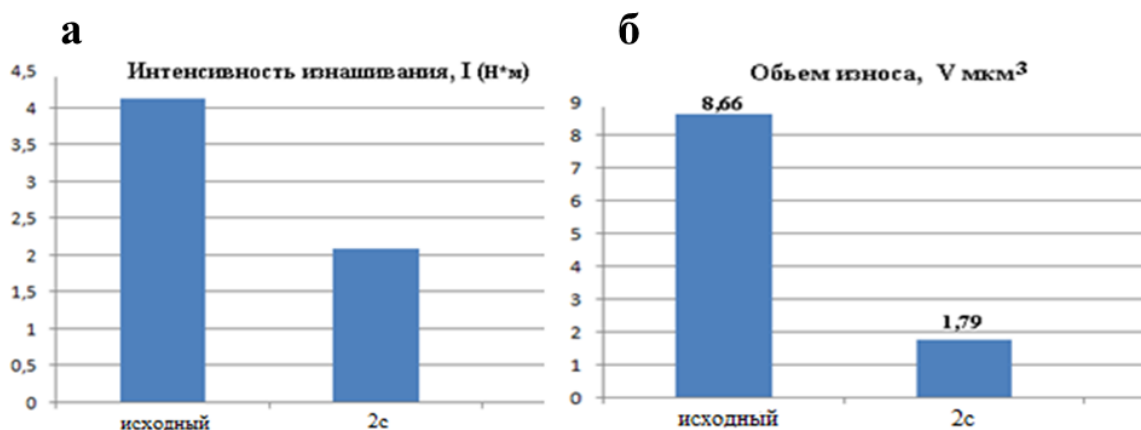 а
Интенсивность изнашивания, I (Н*м)
4,5
4
3,5
3
2,5
2
1,5
1
0,5
0
исходный
2с
б
Обьем износа, V мкм³
9
8
7
6
5
4
3
2
1
0
8,66
1,79
исходный
2с